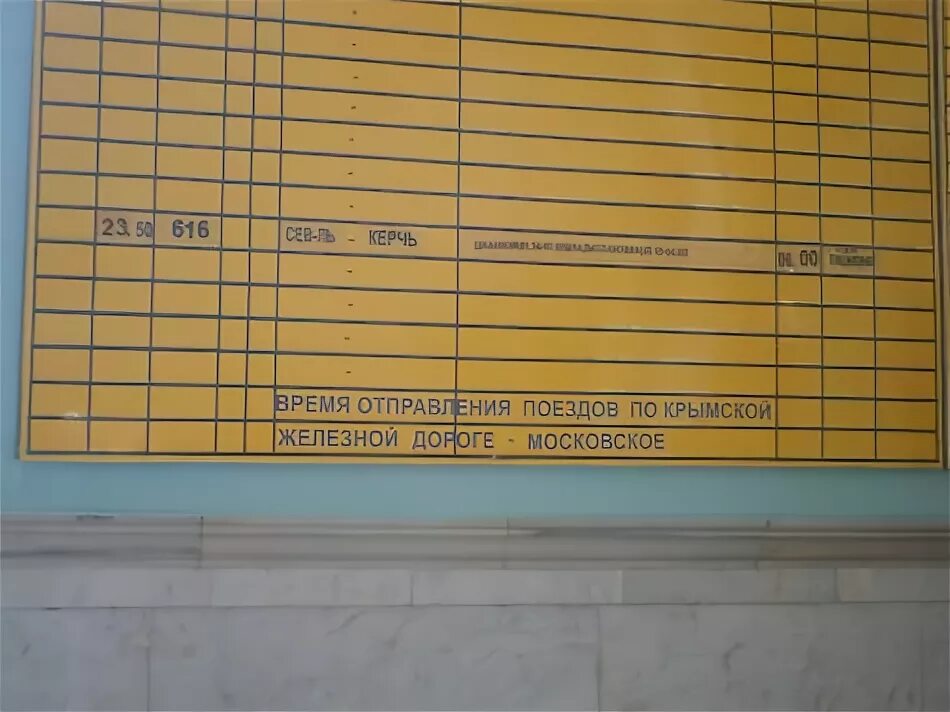 23.50 616 СЕВ-ЛЬ - КЕРЧЬ
ВРЕМЯ ОТПРАВЛЕНИЯ ПОЕЗДОВ ПО КРЫМСКОЙ
ЖЕЛЕЗНОЙ ДОРОГЕ - МОСКОВСКОЕ